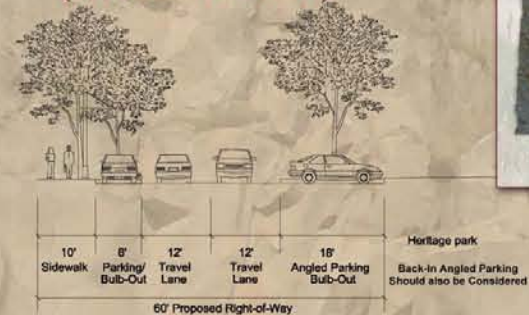 10'
Sidewalk
8'
Parking/
Bulb-Out
12'
Travel
Lane
12'
Travel
Lane
18'
Angled Parking
Bulb-Out
Heritage park
Back-In Angled Parking
Should also be Considered
60' Proposed Right-of-Way